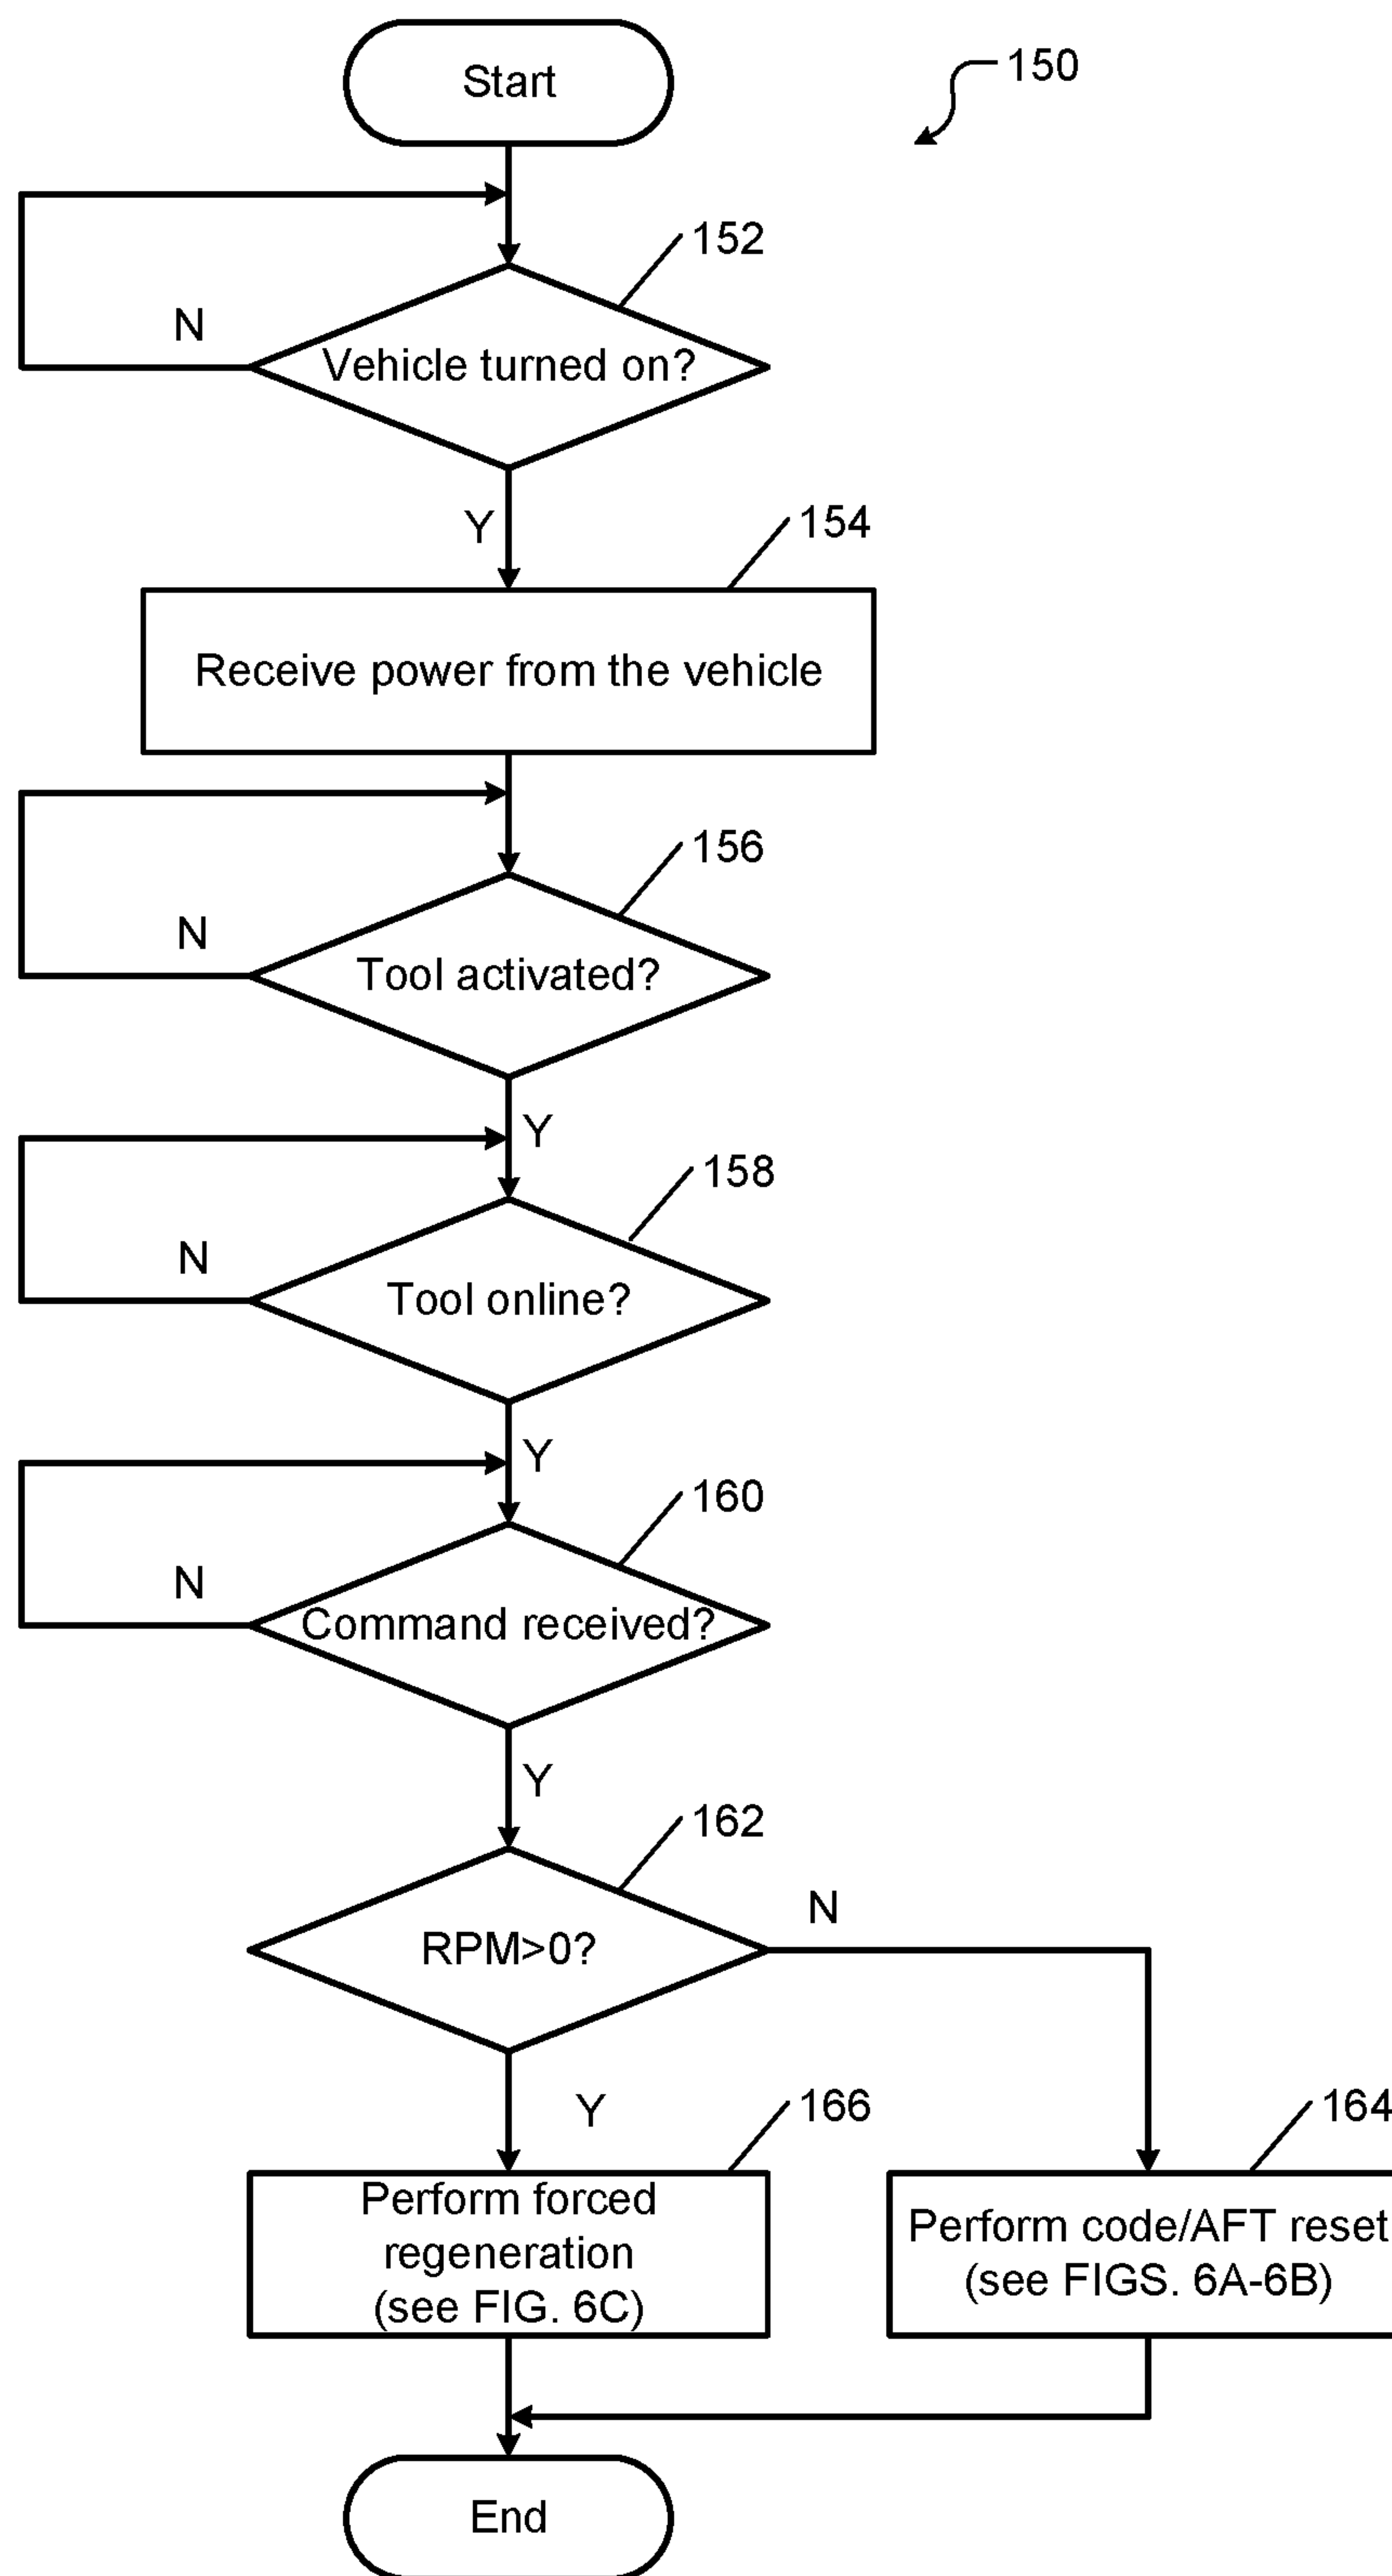 Start
150
152
N
Vehicle turned on?
Y
154
Receive power from the vehicle
156
N
Tool activated?
Y
158
N
Tool online?
Y
160
N
Command received?
Y
162
N
RPM>0?
Y
166
164
Perform forced
regeneration
(see FIG. 6C)
Perform code/AFT reset
(see FIGS. 6A-6B)
End